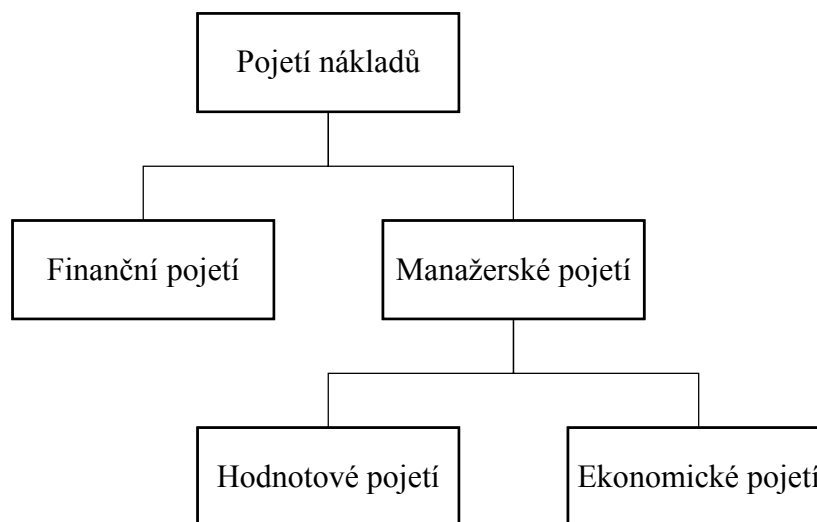 Pojetí nákladů
Finanční pojetí
Manažerské pojetí
Hodnotové pojetí
Ekonomické pojetí